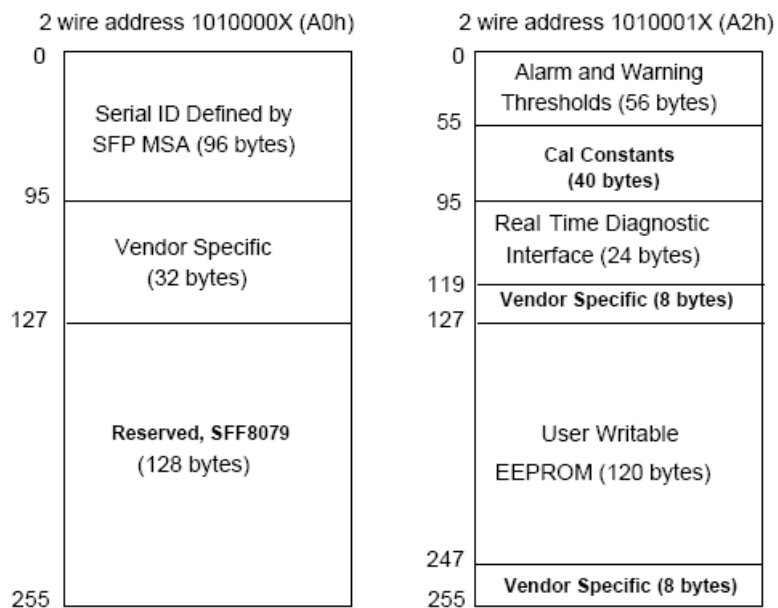 2 wire address 1010000X (A0h)
0
Serial ID Defined by
SFP MSA (96 bytes)
95
Vendor Specific
(32 bytes)
127
Reserved, SFF8079
(128 bytes)
255
2 wire address 1010001X (A2h)
0
Alarm and Warning
Thresholds (56 bytes)
55
Cal Constants
(40 bytes)
95
Real Time Diagnostic
Interface (24 bytes)
119
Vendor Specific (8 bytes)
127
User Writable
EEPROM (120 bytes)
247
Vendor Specific (8 bytes)
255